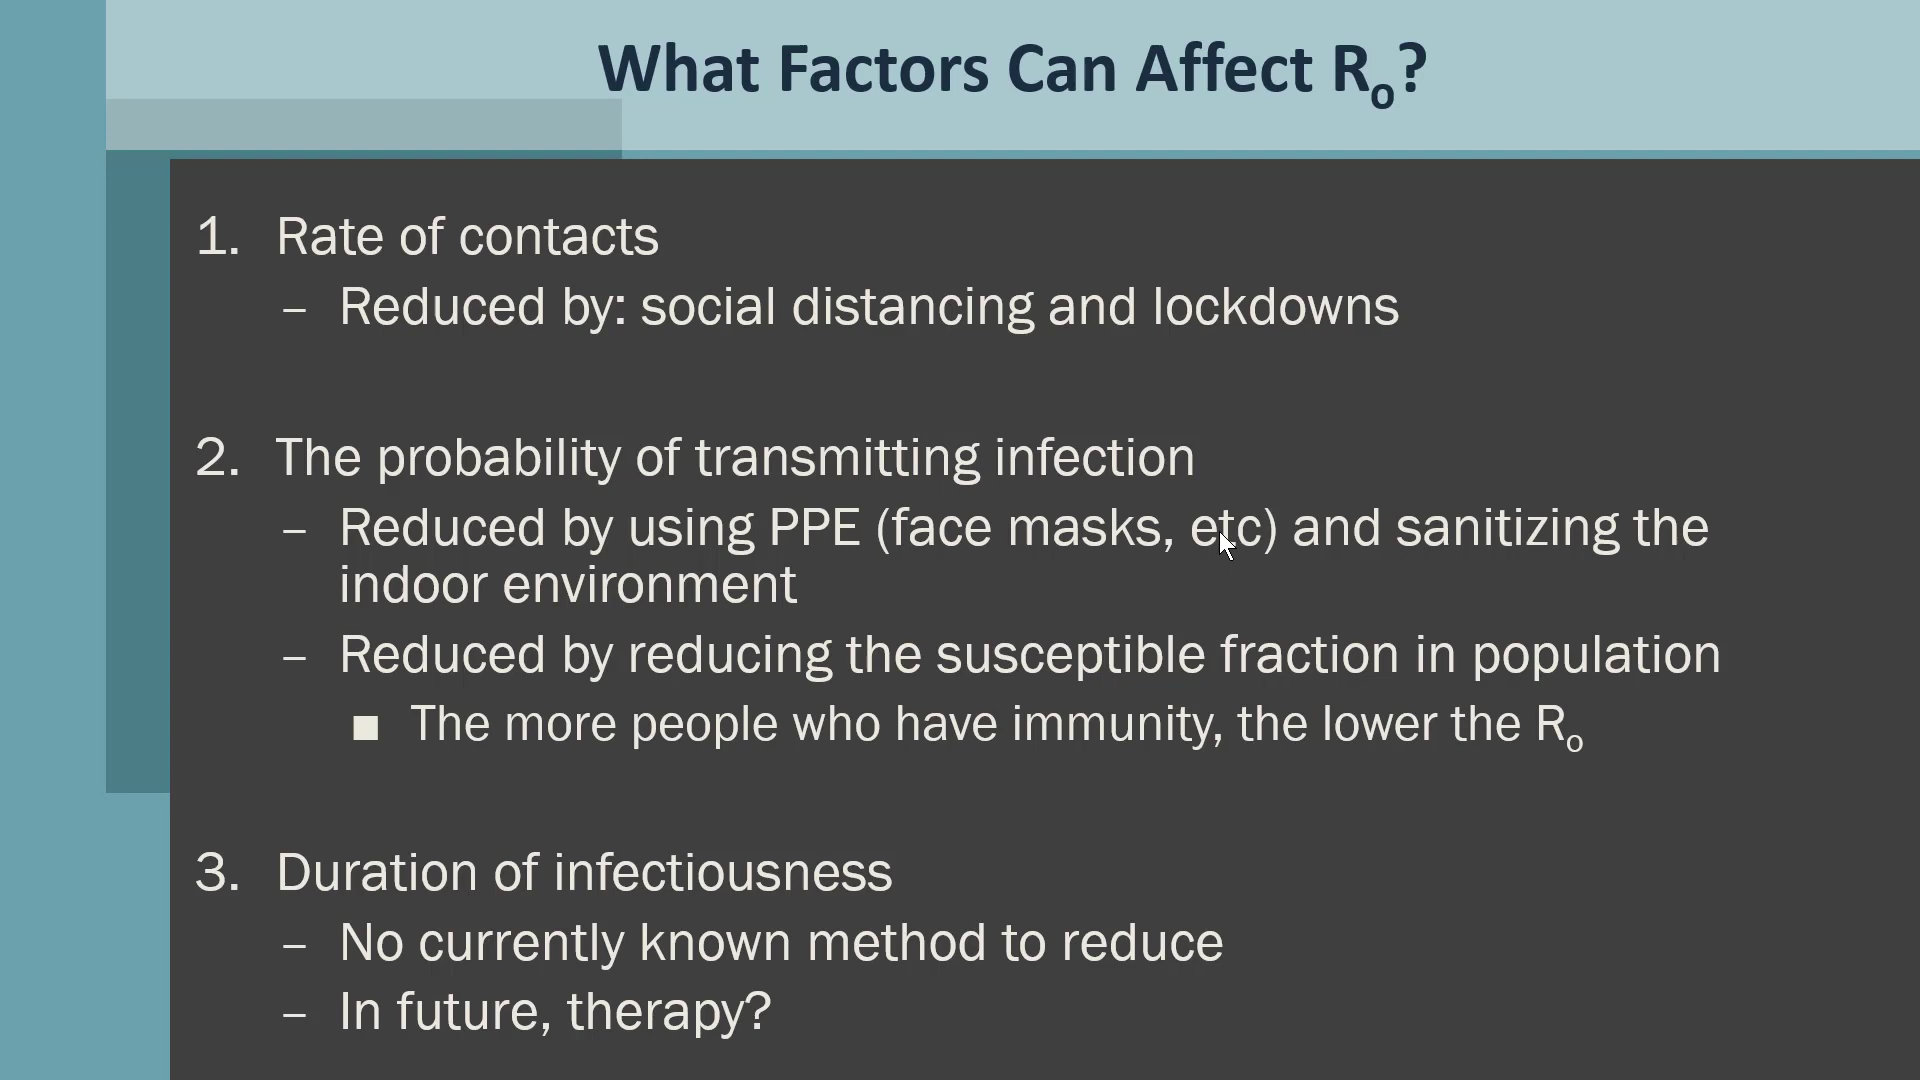 What Factors Can Affect Ro?
1. Rate of contacts
– Reduced by: social distancing and lockdowns
2. The probability of transmitting infection
– Reduced by using PPE (face masks, etc) and sanitizing the
indoor environment
– Reduced by reducing the susceptible fraction in population
■ The more people who have immunity, the lower the Ro
3. Duration of infectiousness
– No currently known method to reduce
– In future, therapy?